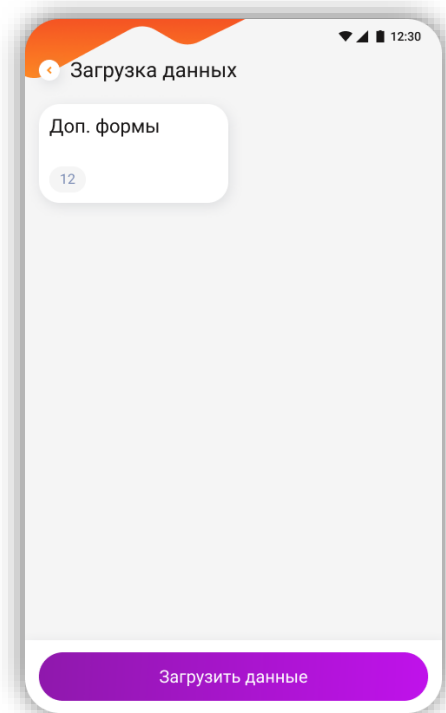 12:30
Загрузка данных
Доп. формы
12
Загрузить данные